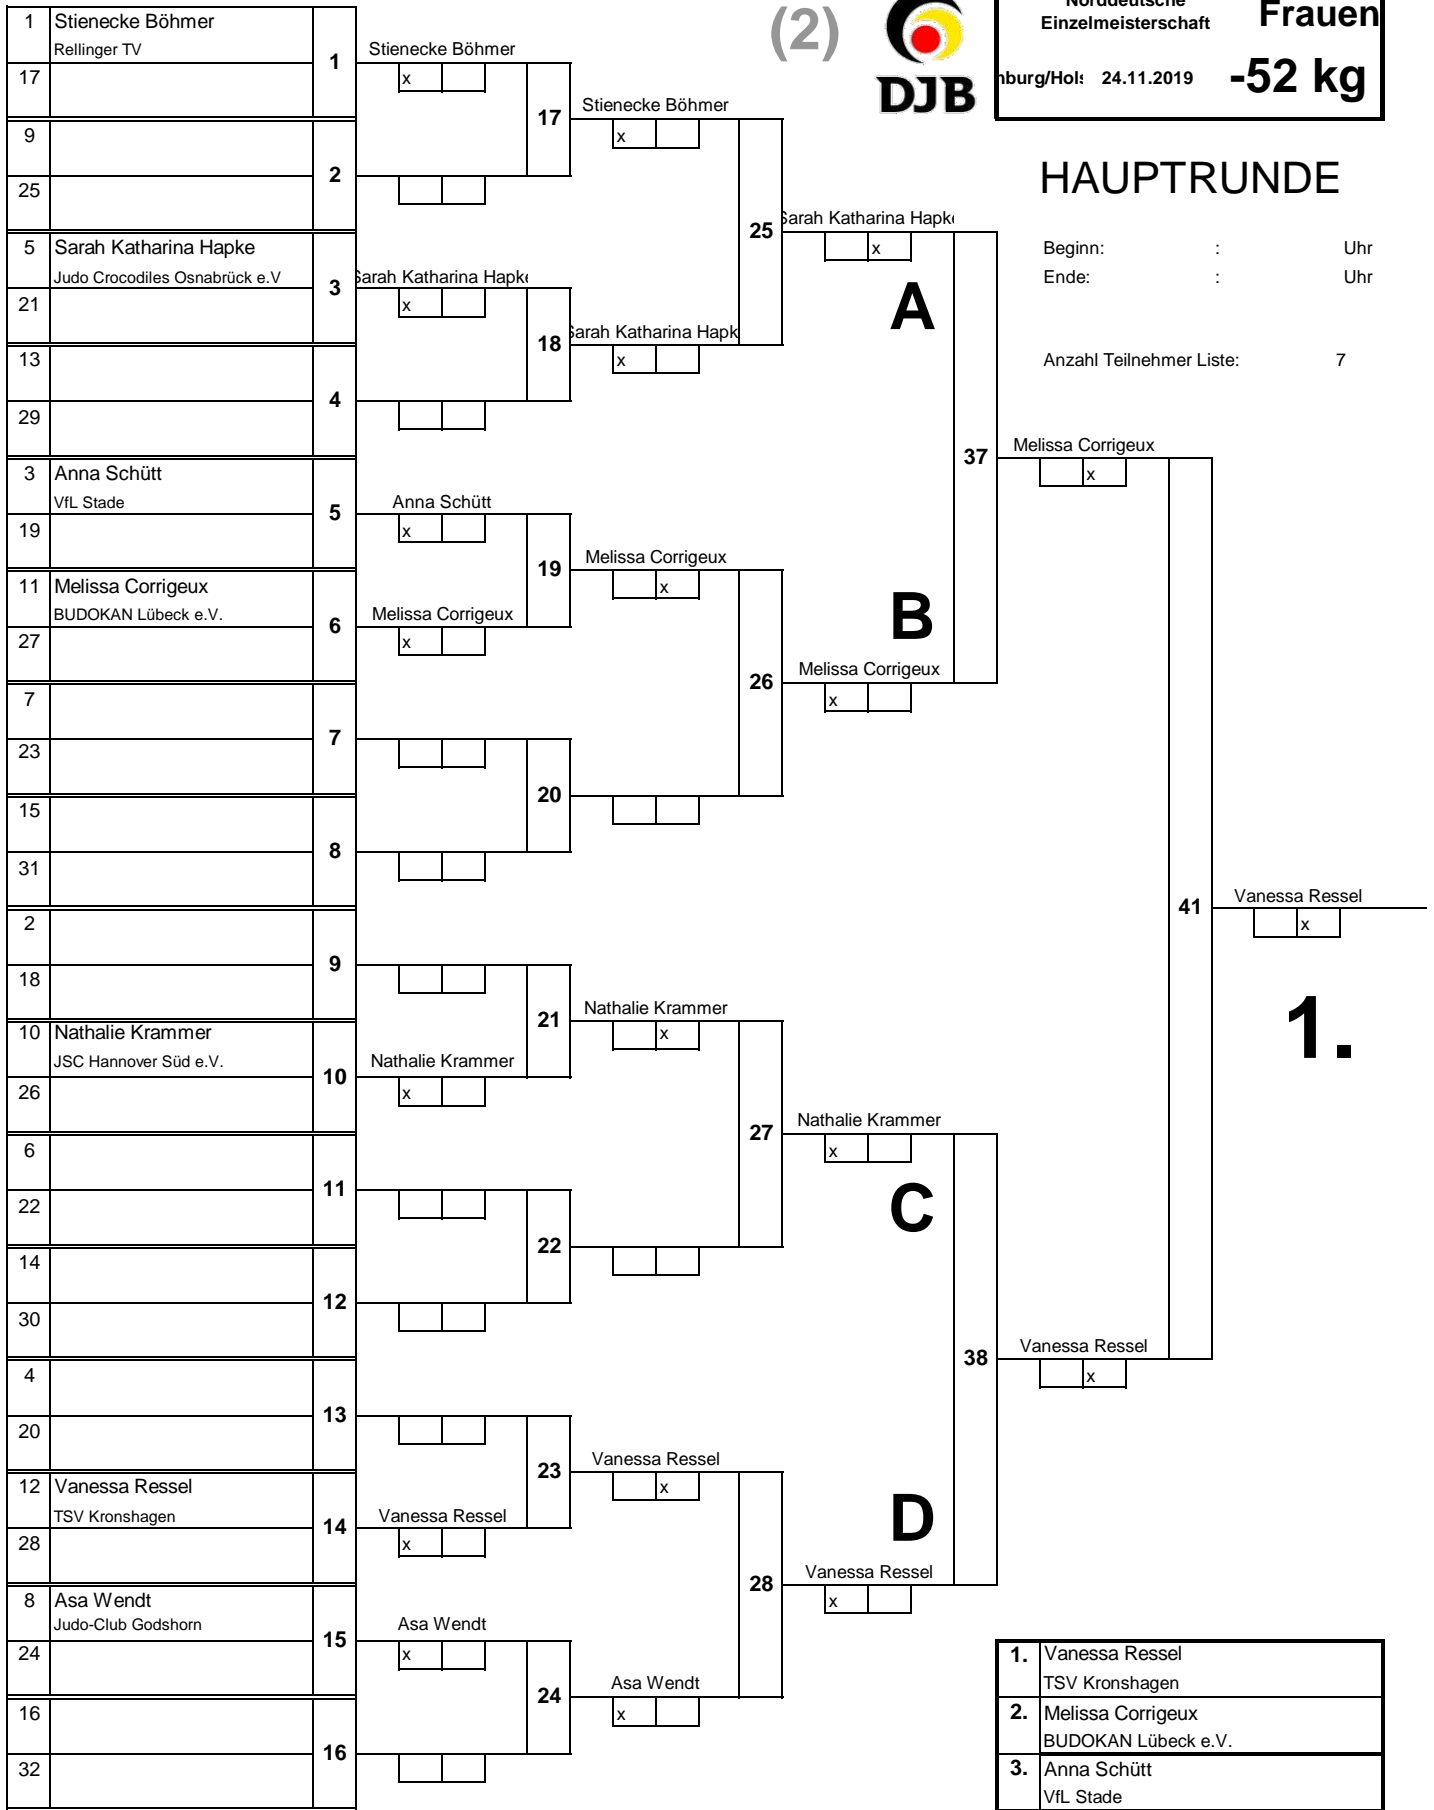 (2)
DJB
Norddeutsche
Einzelmeisterschaft
Frauen
24.11.2019
-52 kg
HAUPTRUNDE
Beginn: : Uhr
Ende: : Uhr
Anzahl Teilnehmer Liste: 7
1 Stienecke Böhmer
Rellinger TV
17
1
9
25
2
5 Sarah Katharina Hapke
Judo Crocodiles Osnabrück e.V
21
3
13
29
4
3 Anna Schütt
VfL Stade
19
5
11 Melissa Corrigeux
BUDOKAN Lübeck e.V.
27
6
7
23
7
15
31
8
2
18
9
10 Nathalie Krammer
JSC Hannover Süd e.V.
26
10
6
22
11
14
30
12
4
20
13
12 Vanessa Ressel
TSV Kronshagen
28
14
8 Asa Wendt
Judo-Club Godshorn
24
15
16
32
16
Stienecke Böhmer
x
17
Sarah Katharina Hapke
x
18
Anna Schütt
x
19
Melissa Corrigeux
x
20
21
Nathalie Krammer
x
22
23
Vanessa Ressel
x
Asa Wendt
x
24
Stienecke Böhmer
x
25
Sarah Katharina Hapk
x
Melissa Corrigeux
x
26
Nathalie Krammer
x
27
Vanessa Ressel
x
28
Asa Wendt
x
Sarah Katharina Hapke
x
A
37
B
Melissa Corrigeux
x
Nathalie Krammer
x
C
38
D
Vanessa Ressel
x
Melissa Corrigeux
x
41
Vanessa Ressel
x
Vanessa Ressel
x
1.
1. Vanessa Ressel
TSV Kronshagen
2. Melissa Corrigeux
BUDOKAN Lübeck e.V.
3. Anna Schütt
VfL Stade